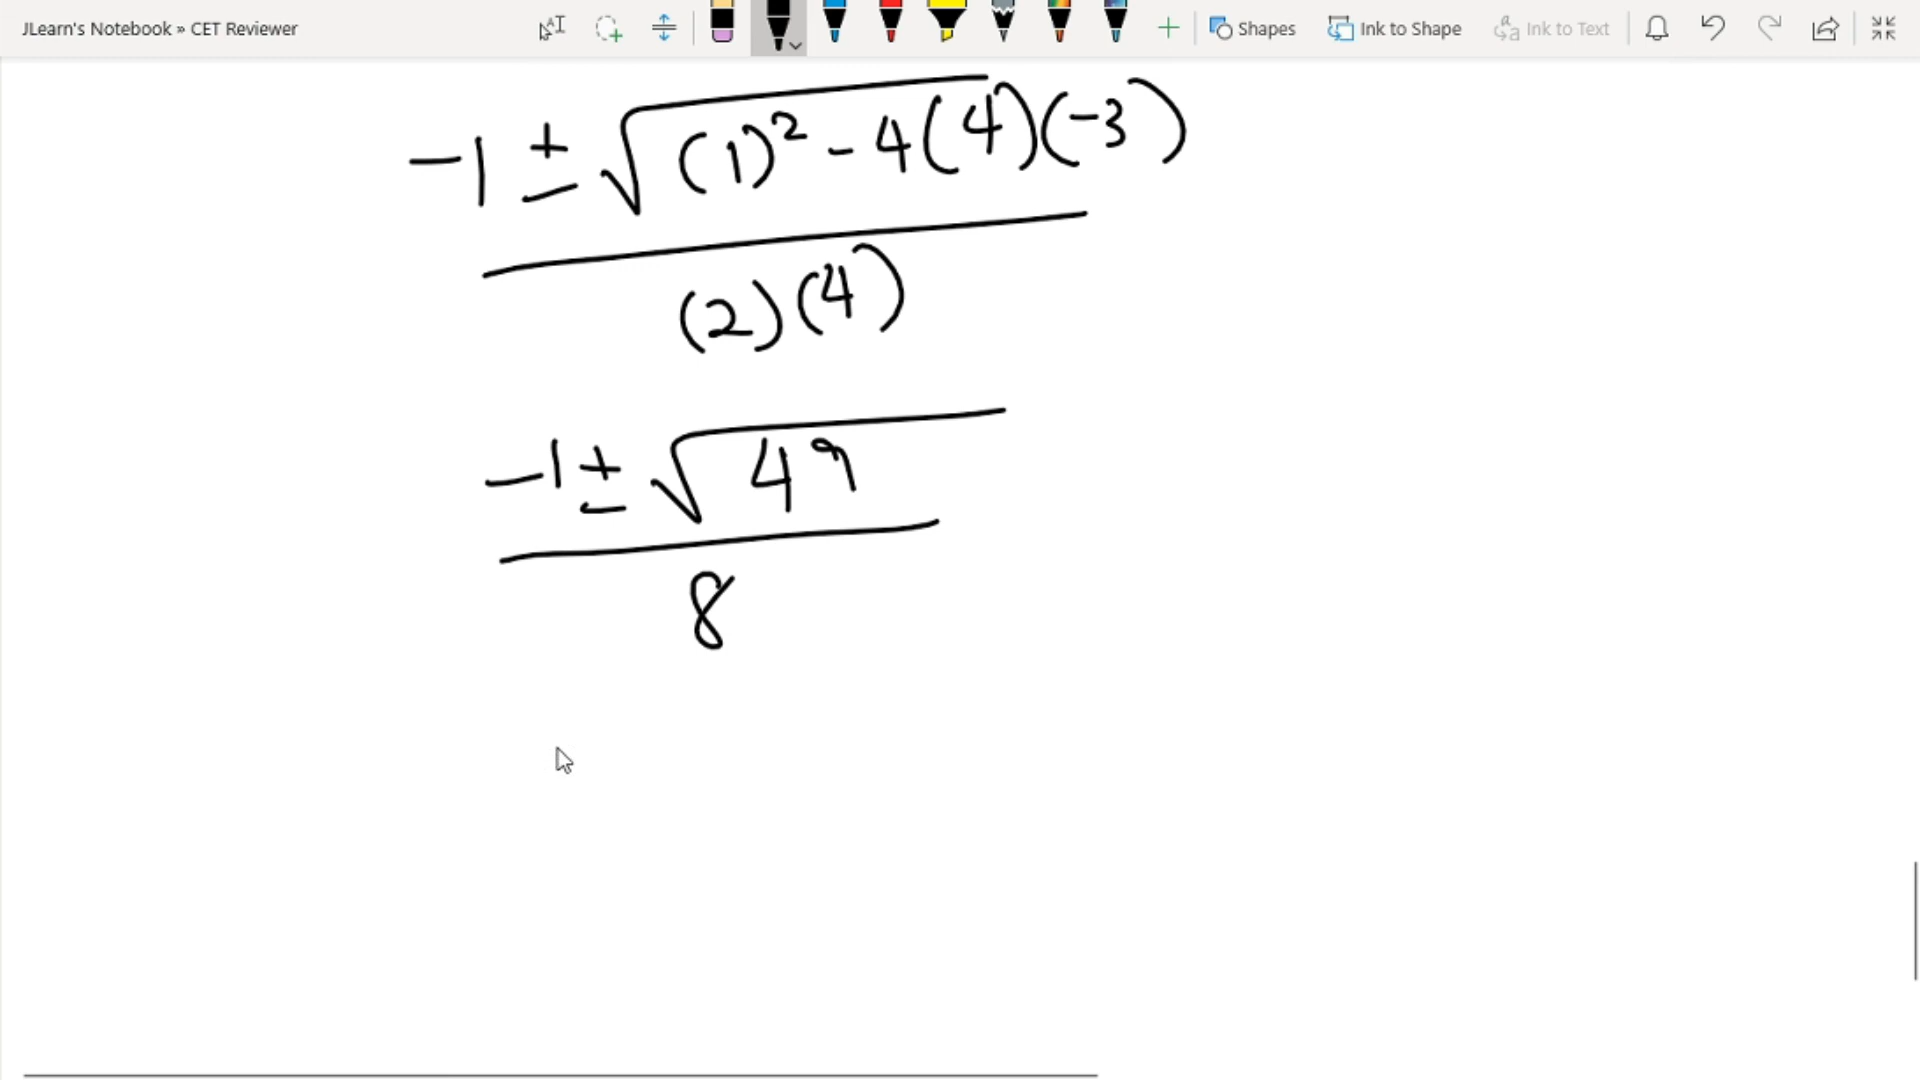 JLearn's Notebook » CET Reviewer Shapes Ink to Shape Ink to Text
-1 ± √(1)² - 4(4)(-3)
(2)(4)
-1 ± √49
8